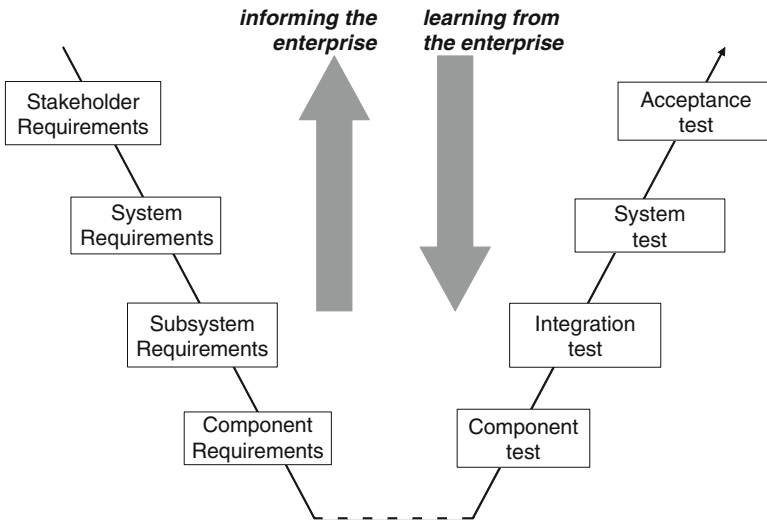 informing the
enterprise
learning from
the enterprise
Stakeholder
Requirements
Acceptance
test
System
Requirements
System
test
Subsystem
Requirements
Integration
test
Component
Requirements
Component
test